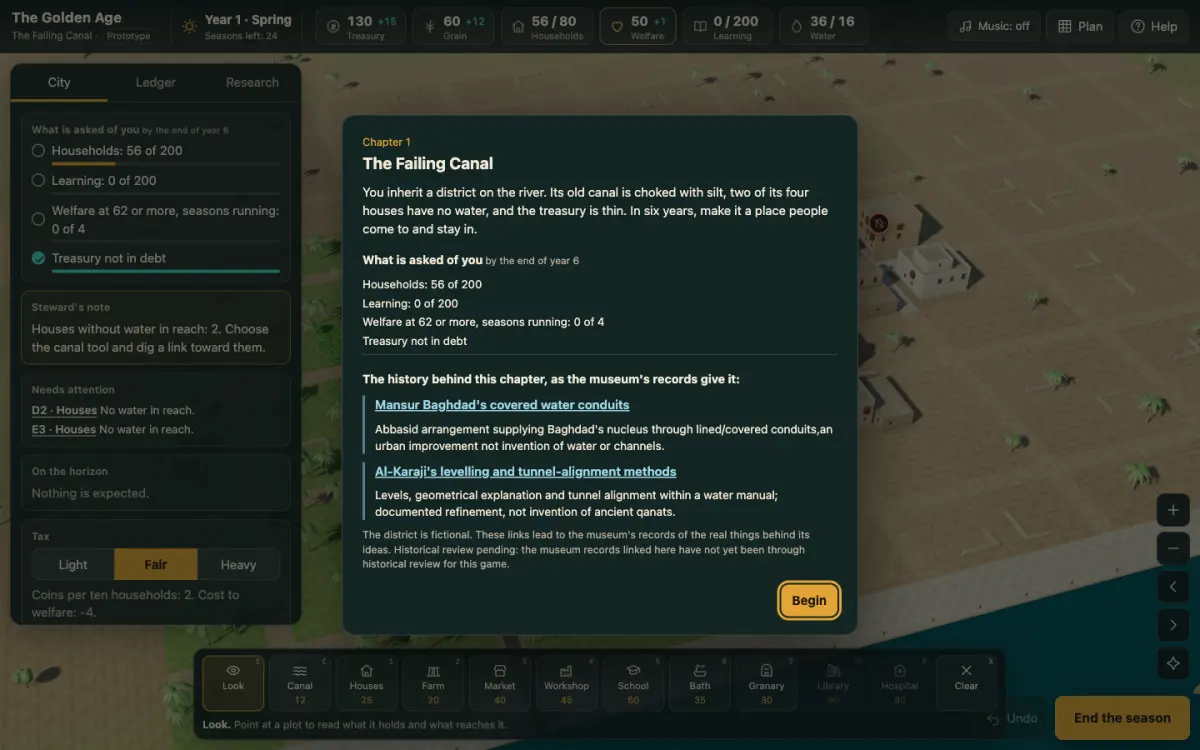 The Golden Age
The Failing Canal · Prototype
Year 1 · Spring
Seasons left: 24
130 +15
Treasury
60 +12
Grain
56 / 80
Households
50 +1
Welfare
0 / 200
Learning
36 / 16
Water
Music: off
Plan
Help
City
Ledger
Research
What is asked of you by the end of year 6
Households: 56 of 200
Learning: 0 of 200
Welfare at 62 or more, seasons running:
0 of 4
Treasury not in debt
Steward's note
Houses without water in reach: 2. Choose
the canal tool and dig a link toward them.
Needs attention
D2 · Houses No water in reach.
E3 · Houses No water in reach.
On the horizon
Nothing is expected.
Tax
Light
Fair
Heavy
Coins per ten households: 2. Cost to
welfare: -4.
Chapter 1
The Failing Canal
You inherit a district on the river. Its old canal is choked with silt, two of its four
houses have no water, and the treasury is thin. In six years, make it a place people
come to and stay in.
What is asked of you by the end of year 6
Households: 56 of 200
Learning: 0 of 200
Welfare at 62 or more, seasons running: 0 of 4
Treasury not in debt
The history behind this chapter, as the museum's records give it:
Mansur Baghdad's covered water conduits
Abbasid arrangement supplying Baghdad's nucleus through lined/covered conduits,an
urban improvement not invention of water or channels.
Al-Karaji's levelling and tunnel-alignment methods
Levels, geometrical explanation and tunnel alignment within a water manual;
documented refinement, not invention of ancient qanats.
The district is fictional. These links lead to the museum's records of the real things behind its
ideas. Historical review pending: the museum records linked here have not yet been through
historical review for this game.
Begin
Look
Canal
12
Houses
25
Farm
20
Market
40
Workshop
45
School
60
Bath
35
Granary
30
Library
90
Hospital
80
Clear
Look. Point at a plot to read what it holds and what reaches it.
Undo
End the season